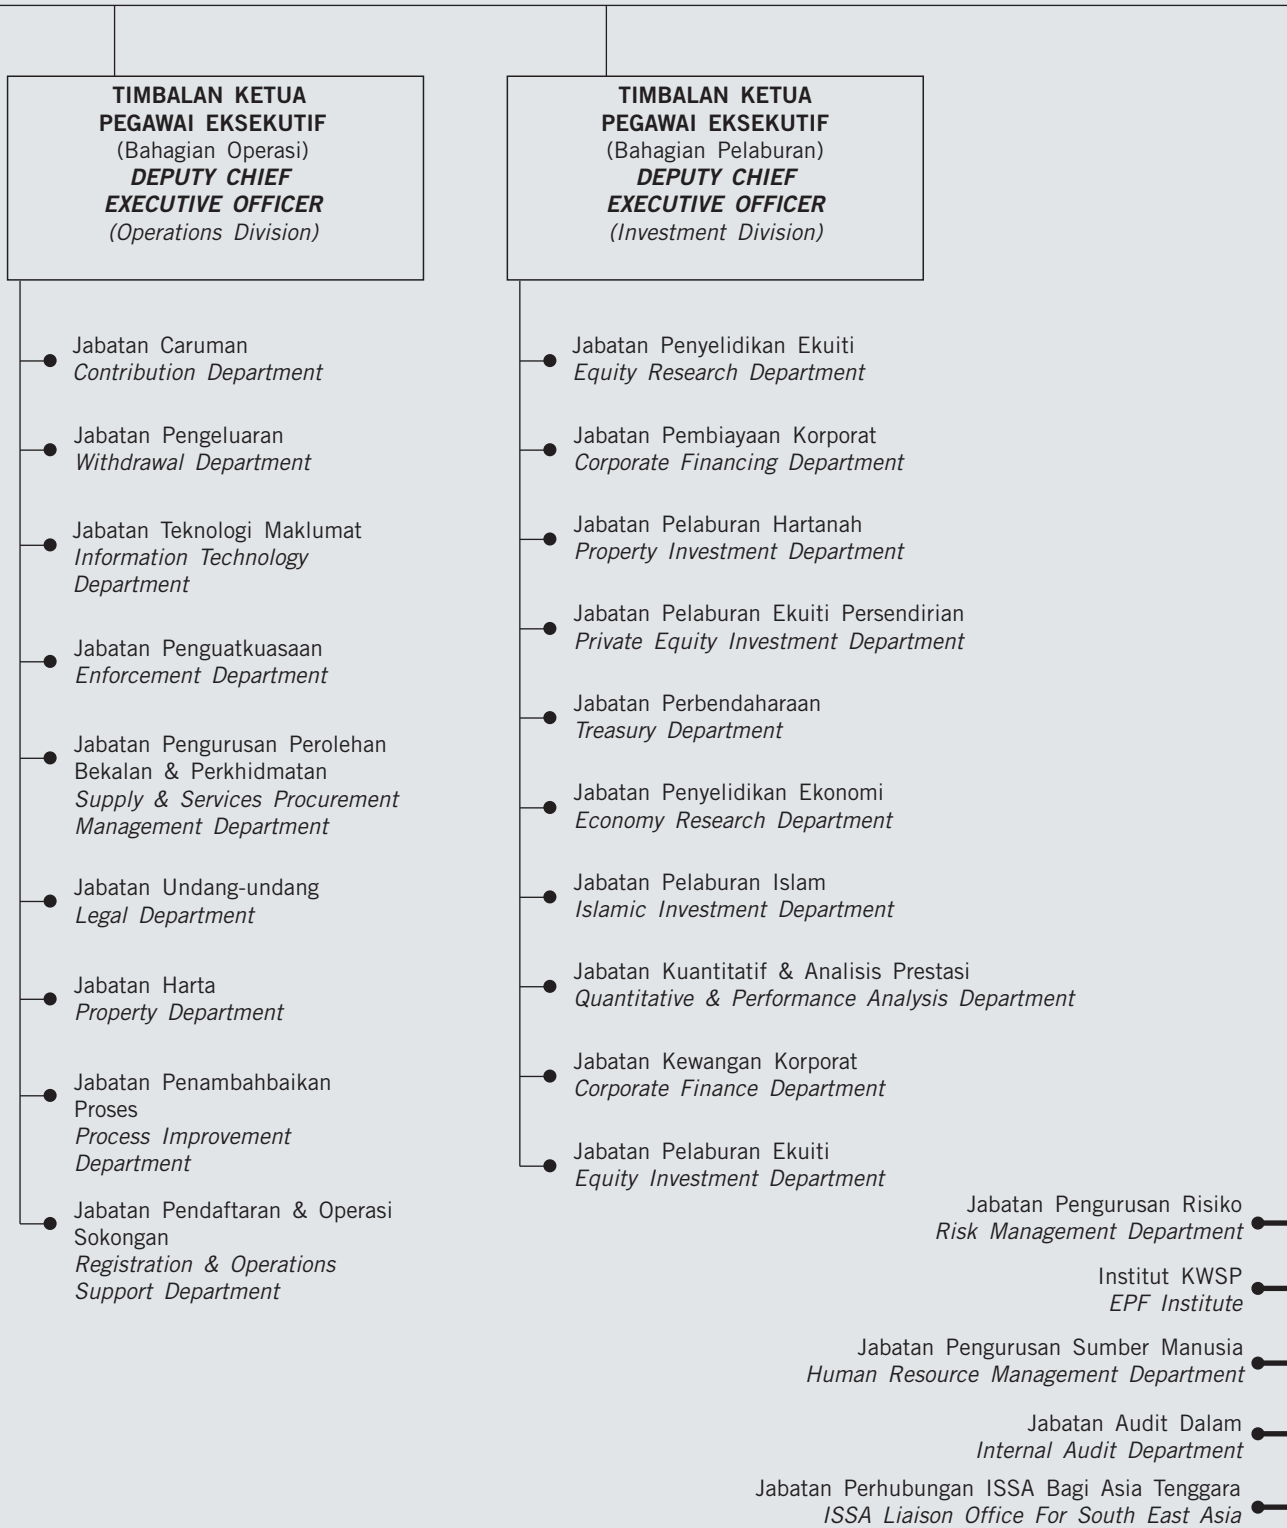 TIMBALAN KETUA
PEGAWAI EKSEKUTIF
(Bahagian Operasi)
DEPUTY CHIEF
EXECUTIVE OFFICER
(Operations Division)
Jabatan Caruman
Contribution Department
Jabatan Pengeluaran
Withdrawal Department
Jabatan Teknologi Maklumat
Information Technology
Department
Jabatan Penguatkuasaan
Enforcement Department
Jabatan Pengurusan Perolehan
Bekalan & Perkhidmatan
Supply & Services Procurement
Management Department
Jabatan Undang-undang
Legal Department
Jabatan Harta
Property Department
Jabatan Penambahbaikan
Proses
Process Improvement
Department
Jabatan Pendaftaran & Operasi
Sokongan
Registration & Operations
Support Department
TIMBALAN KETUA
PEGAWAI EKSEKUTIF
(Bahagian Pelaburan)
DEPUTY CHIEF
EXECUTIVE OFFICER
(Investment Division)
Jabatan Penyelidikan Ekuiti
Equity Research Department
Jabatan Pembiayaan Korporat
Corporate Financing Department
Jabatan Pelaburan Hartanah
Property Investment Department
Jabatan Pelaburan Ekuiti Persendirian
Private Equity Investment Department
Jabatan Perbendaharaan
Treasury Department
Jabatan Penyelidikan Ekonomi
Economy Research Department
Jabatan Pelaburan Islam
Islamic Investment Department
Jabatan Kuantitatif & Analisis Prestasi
Quantitative & Performance Analysis Department
Jabatan Kewangan Korporat
Corporate Finance Department
Jabatan Pelaburan Ekuiti
Equity Investment Department
Jabatan Pengurusan Risiko
Risk Management Department
Institut KWSP
EPF Institute
Jabatan Pengurusan Sumber Manusia
Human Resource Management Department
Jabatan Audit Dalam
Internal Audit Department
Jabatan Perhubungan ISSA Bagi Asia Tenggara
ISSA Liaison Office For South East Asia